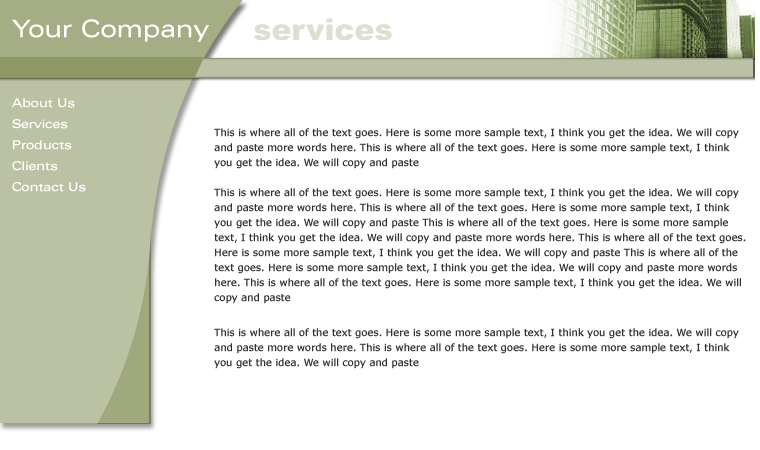 Your Company
services
About Us
Services
Products
Clients
Contact Us
This is where all of the text goes. Here is some more sample text, I think you get the idea. We will copy
and paste more words here. This is where all of the text goes. Here is some more sample text, I think
you get the idea. We will copy and paste
This is where all of the text goes. Here is some more sample text, I think you get the idea. We will copy
and paste more words here. This is where all of the text goes. Here is some more sample text, I think
you get the idea. We will copy and paste This is where all of the text goes. Here is some more sample
text, I think you get the idea. We will copy and paste more words here. This is where all of the text goes.
Here is some more sample text, I think you get the idea. We will copy and paste This is where all of the
text goes. Here is some more sample text, I think you get the idea. We will copy and paste more words
here. This is where all of the text goes. Here is some more sample text, I think you get the idea. We will
copy and paste
This is where all of the text goes. Here is some more sample text, I think you get the idea. We will copy
and paste more words here. This is where all of the text goes. Here is some more sample text, I think
you get the idea. We will copy and paste